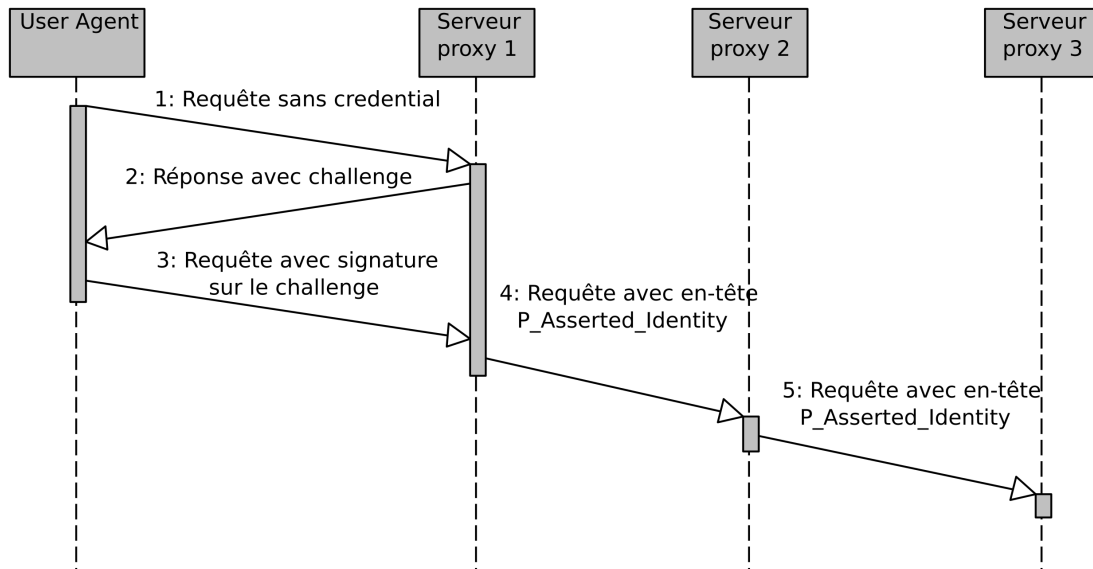 User Agent
Serveur
proxy 1
Serveur
proxy 2
Serveur
proxy 3
1: Requête sans credential
2: Réponse avec challenge
3: Requête avec signature
sur le challenge
4: Requête avec en-tête
P_Asserted_Identity
5: Requête avec en-tête
P_Asserted_Identity